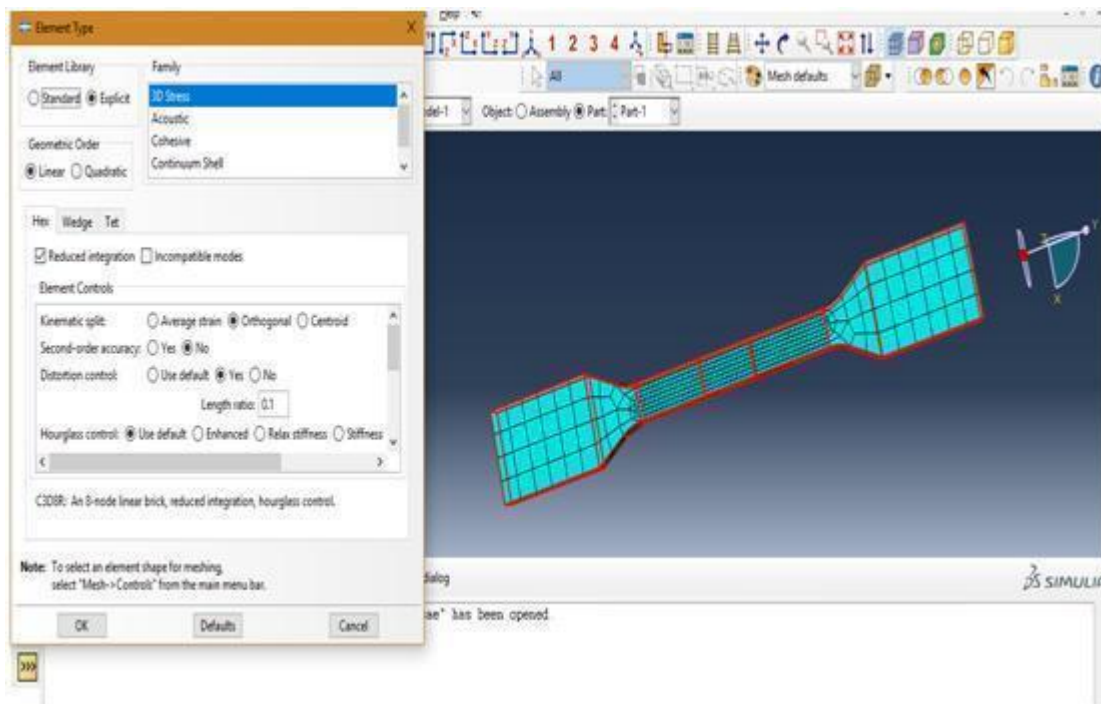 Element Type
X
Help
Element Library
Standard Explicit
Family
3D Stress
Acoustic
Cohesive
Continuum Shell
Geometric Order
Linear Quadratic
Hex Wedge Tet
Reduced integration Incompatible modes
Element Controls
Kinematic split: Average strain Orthogonal Centroid
Second-order accuracy: Yes No
Distortion control: Use default Yes No
Length ratio: 0.1
Hourglass control: Use default Enhanced Relax stiffness Stiffness
C3D8R: An 8-node linear brick, reduced integration, hourglass control.
Note: To select an element shape for meshing,
select "Mesh->Controls" from the main menu bar.
OK Defaults Cancel
1 2 3 4
All Mesh defaults
del-1 Object: Assembly Part: Part-1
Z Y
X
dialog
SIMULIA
ae" has been opened.
>>>